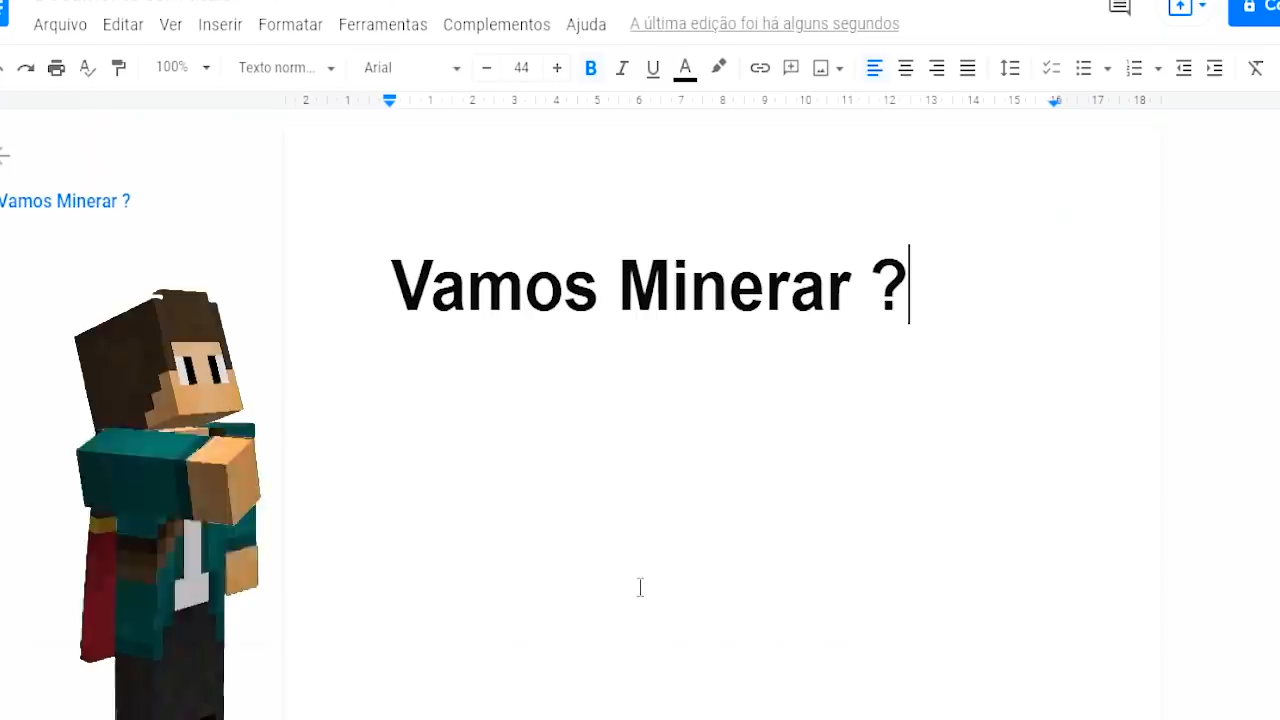 Arquivo Editar Ver Inserir Formatar Ferramentas Complementos Ajuda A última edição foi há alguns segundos
100% Texto norm... Arial 44 B I U A
2 1 1 2 3 4 5 6 7 8 9 10 11 12 13 14 15 16 17 18
Vamos Minerar ?
Vamos Minerar ?